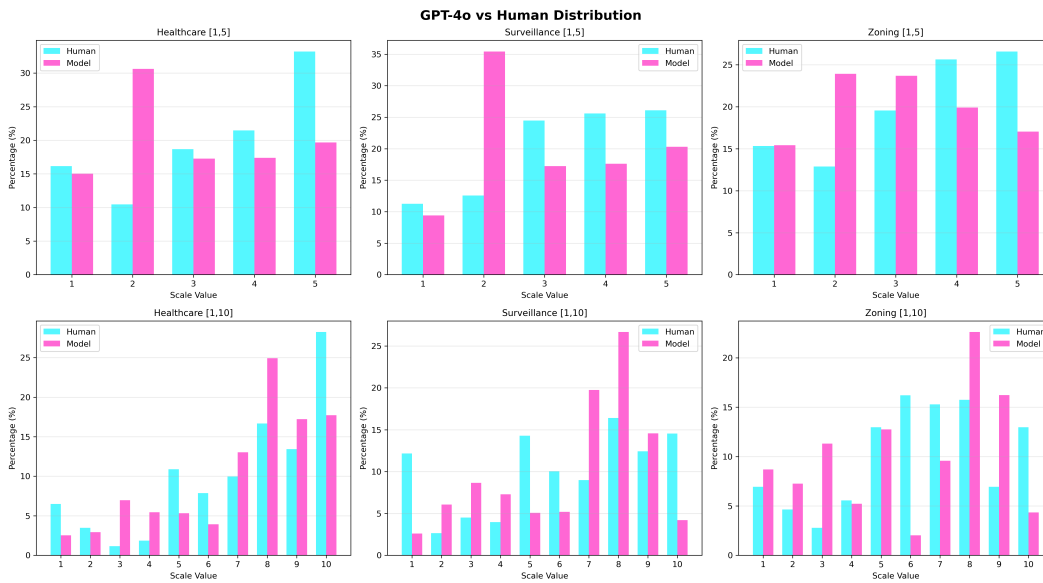 GPT-4o vs Human Distribution
Healthcare [1,5]
Human
Model
Percentage (%)
30
25
20
15
10
5
0
1 2 3 4 5
Scale Value
Surveillance [1,5]
Human
Model
Percentage (%)
35
30
25
20
15
10
5
0
1 2 3 4 5
Scale Value
Zoning [1,5]
Human
Model
Percentage (%)
25
20
15
10
5
0
1 2 3 4 5
Scale Value
Healthcare [1,10]
Human
Model
Percentage (%)
25
20
15
10
5
0
1 2 3 4 5 6 7 8 9 10
Scale Value
Surveillance [1,10]
Human
Model
Percentage (%)
25
20
15
10
5
0
1 2 3 4 5 6 7 8 9 10
Scale Value
Zoning [1,10]
Human
Model
Percentage (%)
20
15
10
5
0
1 2 3 4 5 6 7 8 9 10
Scale Value